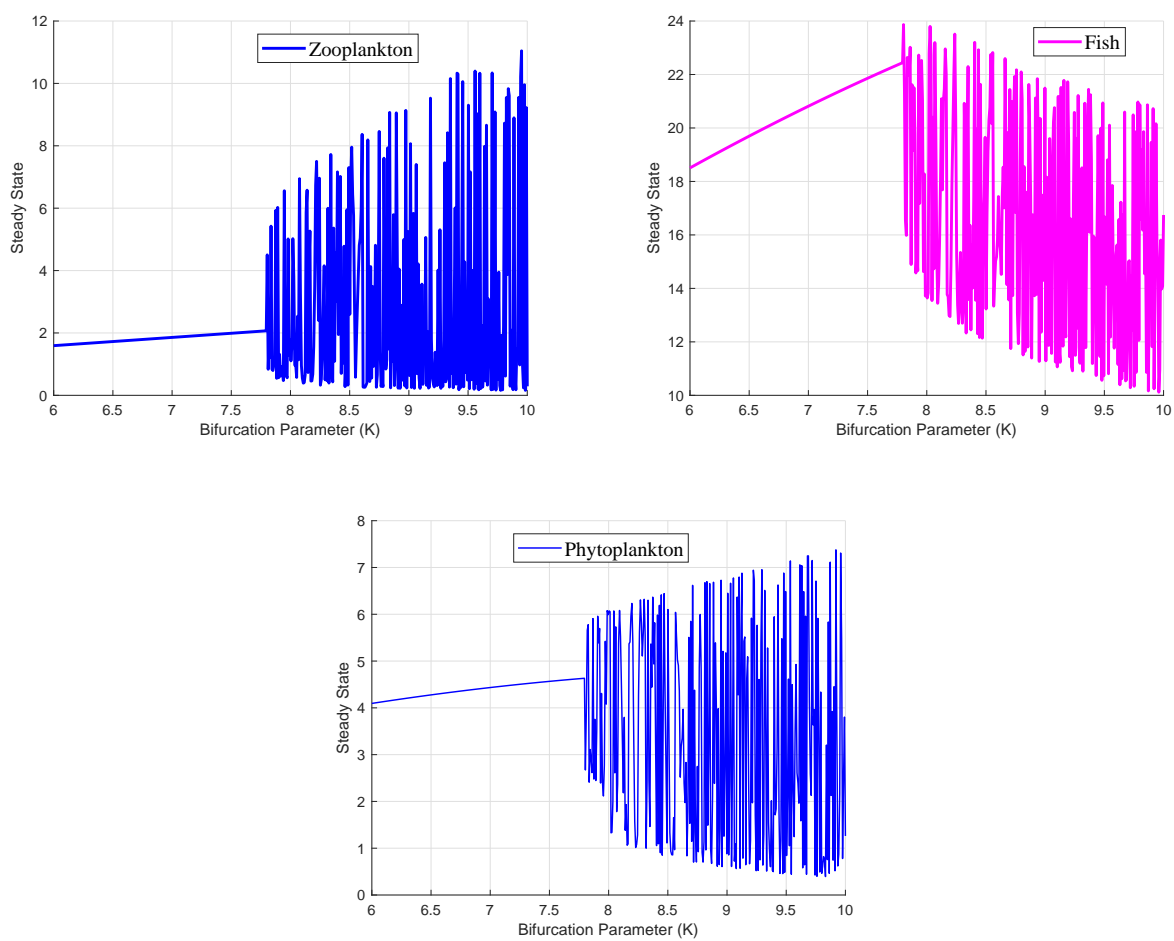 Zooplankton
12
10
8
6
4
2
0
Steady State
6 6.5 7 7.5 8 8.5 9 9.5 10
Bifurcation Parameter (K)
Fish
24
22
20
18
16
14
12
10
Steady State
6 6.5 7 7.5 8 8.5 9 9.5 10
Bifurcation Parameter (K)
Phytoplankton
8
7
6
5
4
3
2
1
0
Steady State
6 6.5 7 7.5 8 8.5 9 9.5 10
Bifurcation Parameter (K)